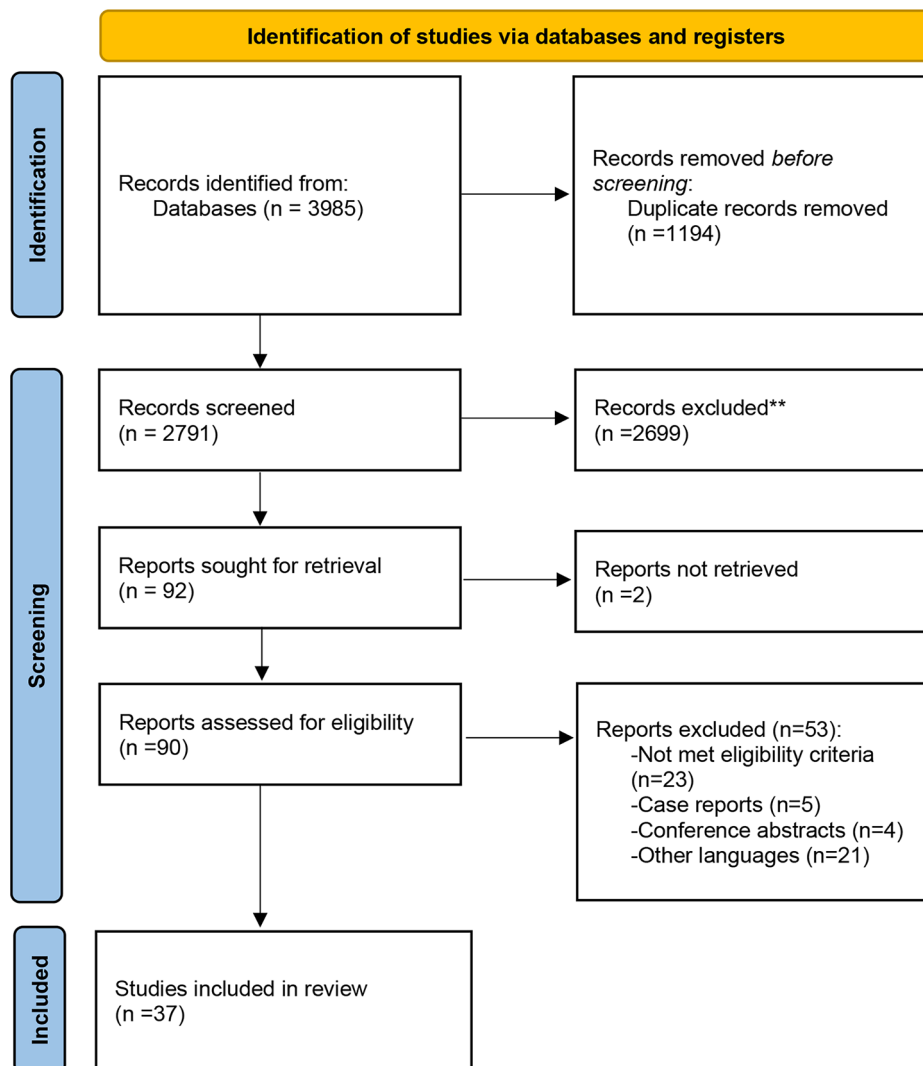 Identification of studies via databases and registers
Identification
Records identified from:
Databases (n = 3985)
Records removed before
screening:
Duplicate records removed
(n =1194)
Screening
Records screened
(n = 2791)
Records excluded**
(n =2699)
Reports sought for retrieval
(n = 92)
Reports not retrieved
(n =2)
Reports assessed for eligibility
(n =90)
Reports excluded (n=53):
-Not met eligibility criteria
(n=23)
-Case reports (n=5)
-Conference abstracts (n=4)
-Other languages (n=21)
Included
Studies included in review
(n =37)